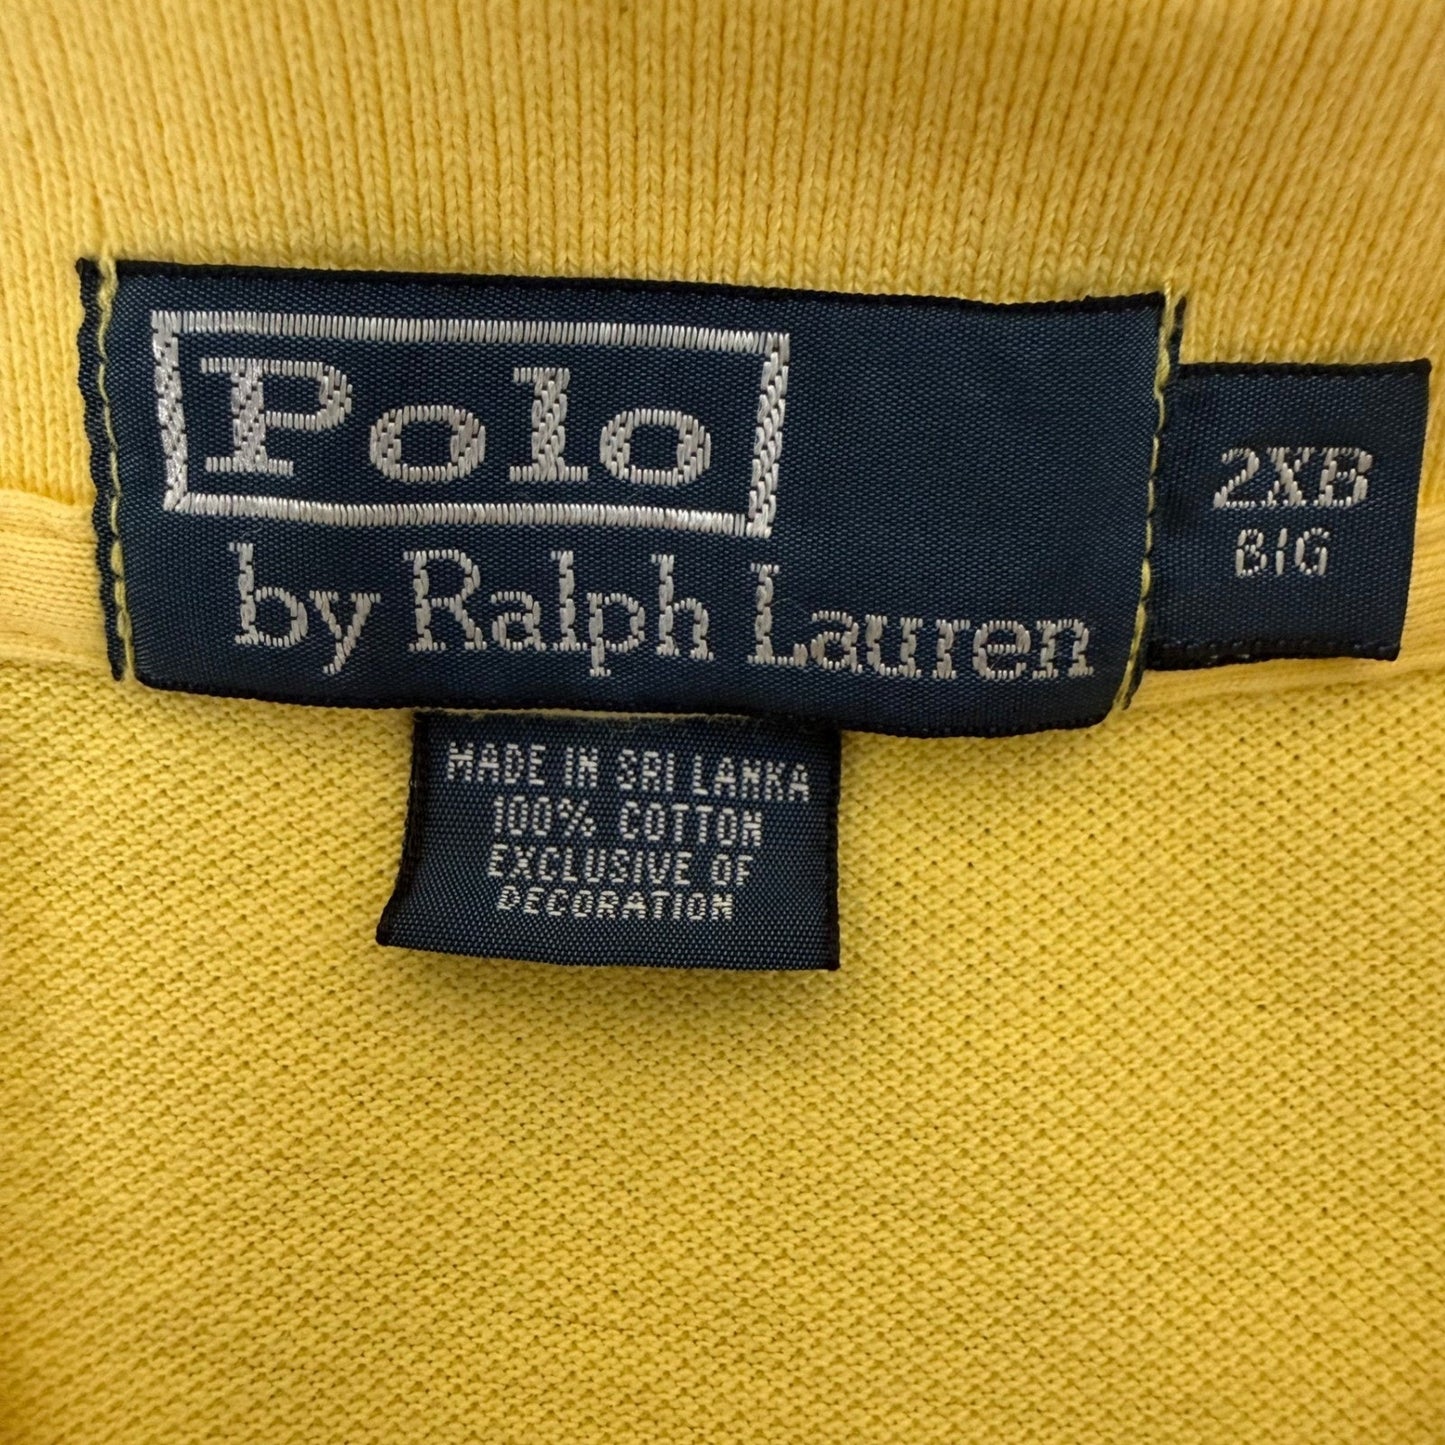 Polo
by Ralph Lauren
2XB
BIG
MADE IN SRI LANKA
100% COTTON
EXCLUSIVE OF
DECORATION